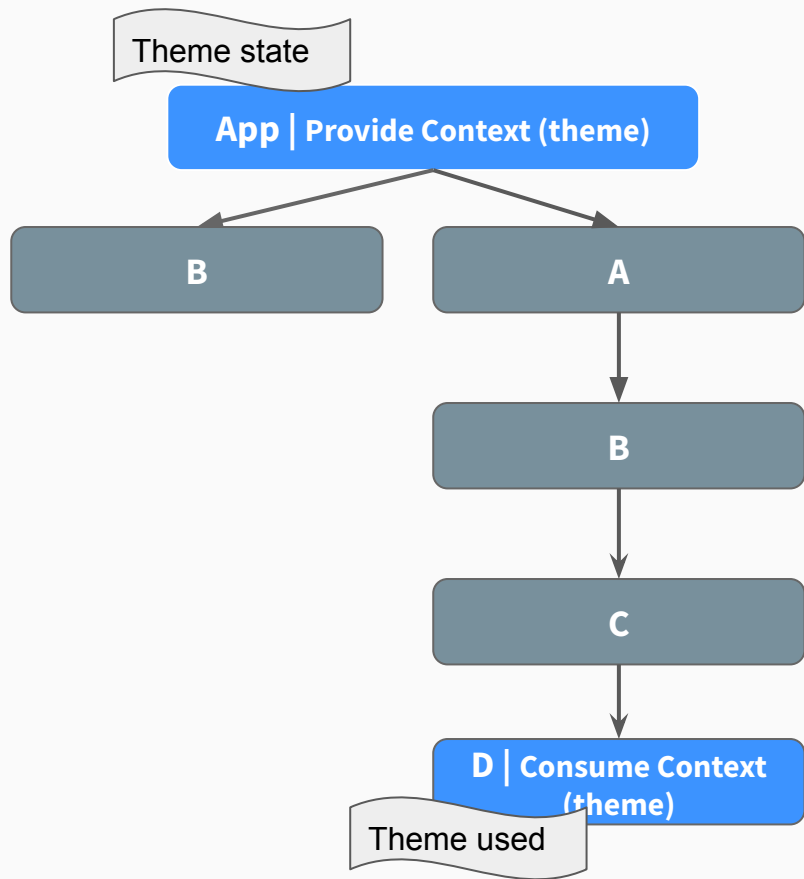 Theme state
App | Provide Context (theme)
B
A
B
C
D | Consume Context
(theme)
Theme used